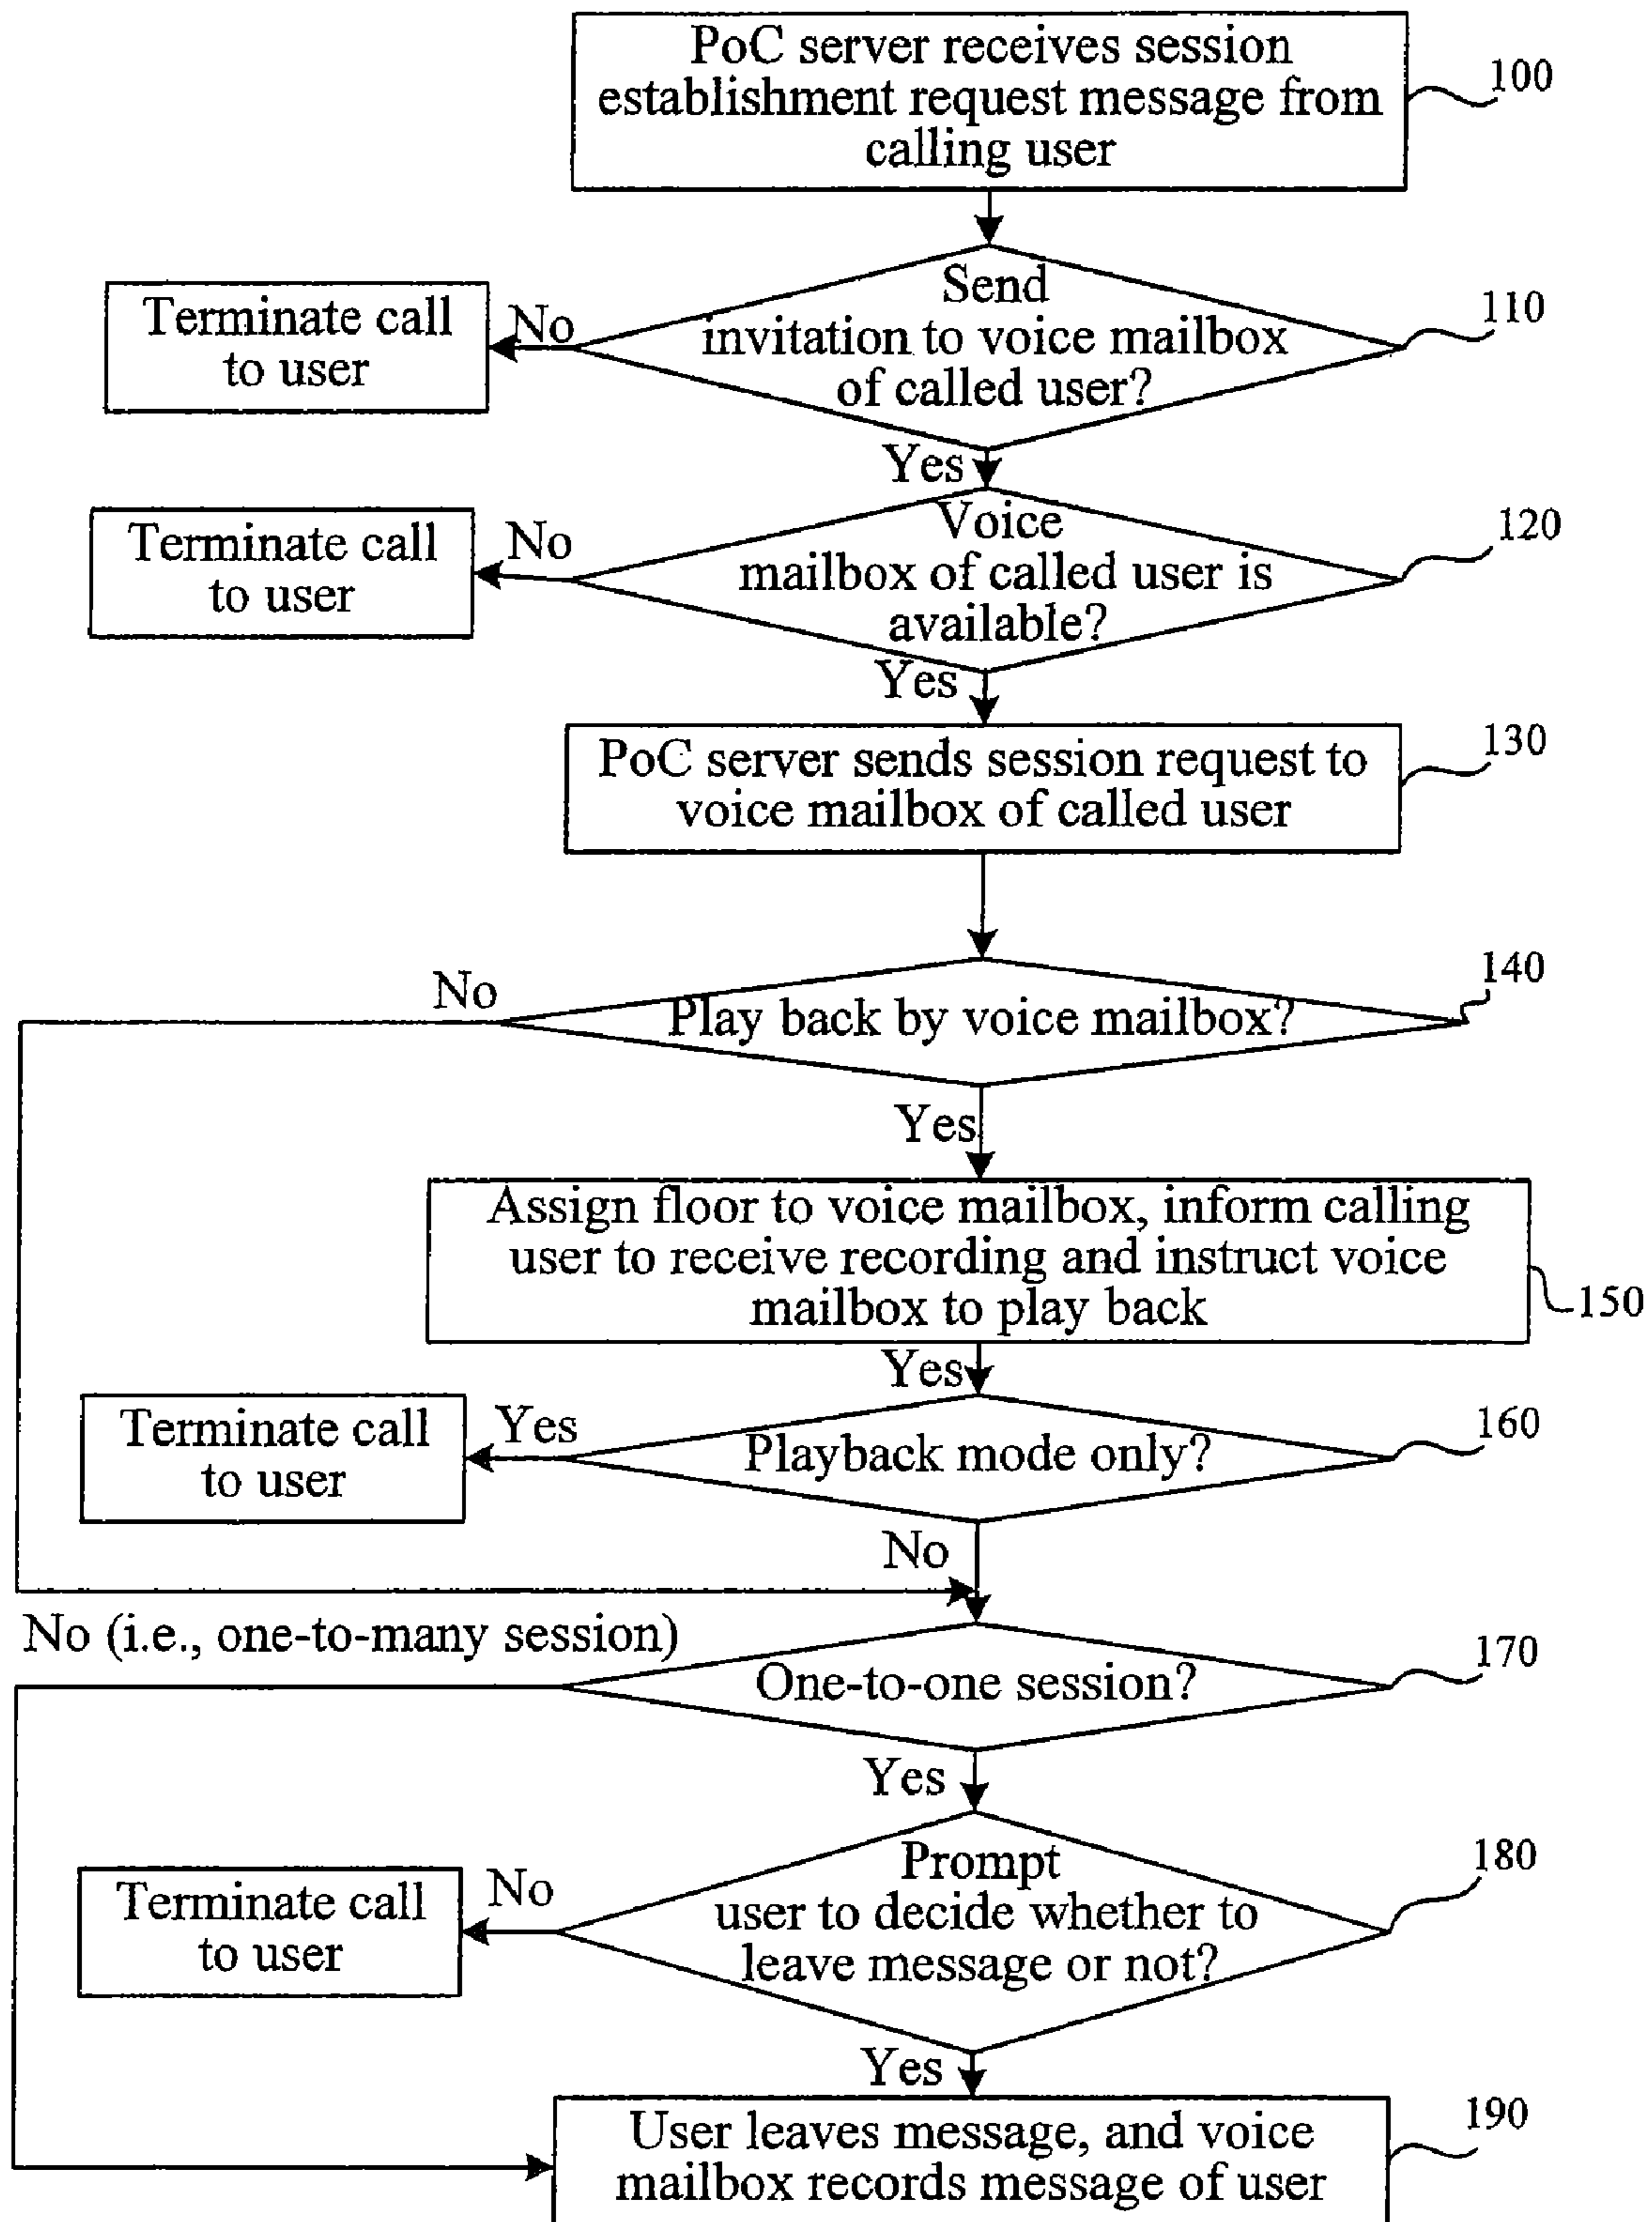 PoC server receives session
establishment request message from
calling user
100
Send
invitation to voice mailbox
of called user?
110
No
Terminate call
to user
Yes
Voice
mailbox of called user is
available?
120
No
Terminate call
to user
Yes
PoC server sends session request to
voice mailbox of called user
130
Play back by voice mailbox?
140
No
Yes
Assign floor to voice mailbox, inform calling
user to receive recording and instruct voice
mailbox to play back
150
Yes
Playback mode only?
160
Yes
Terminate call
to user
No
No (i.e., one-to-many session)
One-to-one session?
170
Yes
Prompt
user to decide whether to
leave message or not?
180
No
Terminate call
to user
Yes
User leaves message, and voice
mailbox records message of user
190